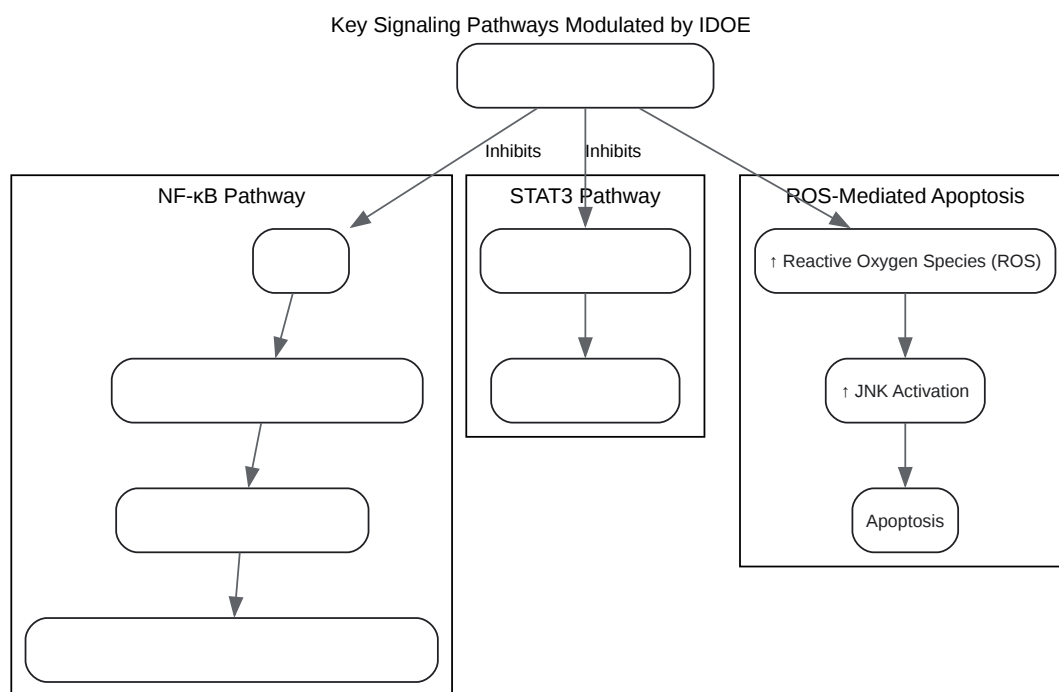 Key Signaling Pathways Modulated by IDOE
Inhibits
Inhibits
NF-κB Pathway
STAT3 Pathway
ROS-Mediated Apoptosis
↑ Reactive Oxygen Species (ROS)
↑ JNK Activation
Apoptosis